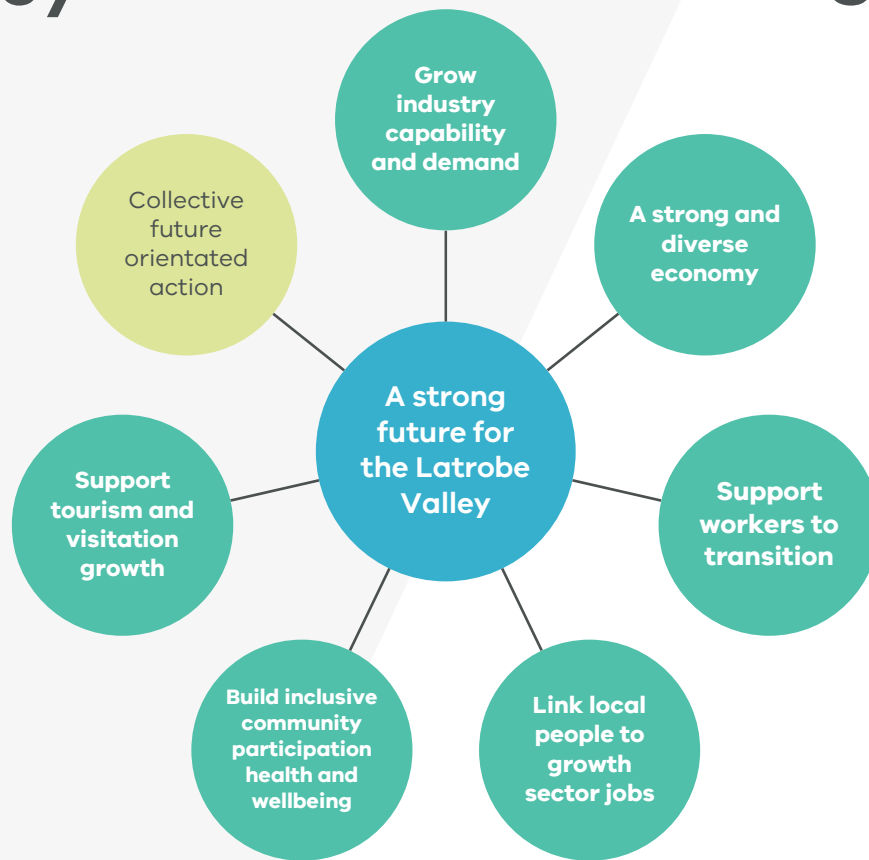 Grow
industry
capability
and demand
A strong and
diverse
economy
Support
workers to
transition
Link local
people to
growth
sector jobs
Build inclusive
community
participation
health and
wellbeing
Support
tourism and
visitation
growth
Collective
future
orientated
action
A strong
future for
the Latrobe
Valley